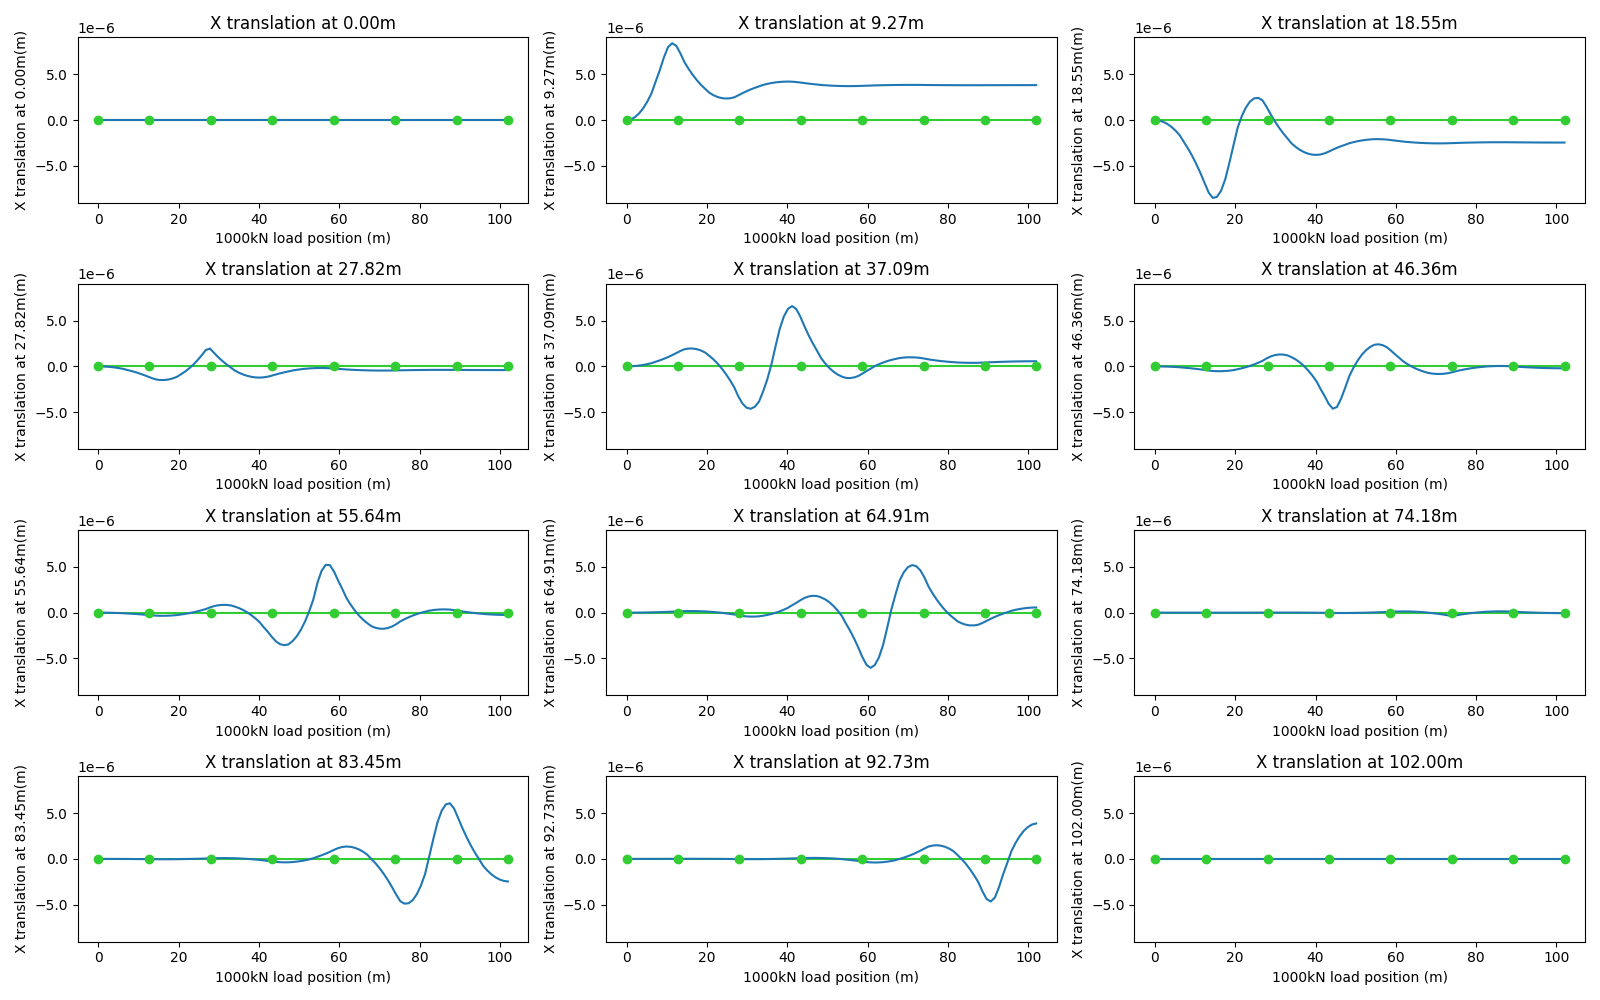 X translation at 0.00m
1e−6
X translation at 0.00m(m)
5.0
0.0
−5.0
0 20 40 60 80 100
1000kN load position (m)
X translation at 9.27m
1e−6
X translation at 9.27m(m)
5.0
0.0
−5.0
0 20 40 60 80 100
1000kN load position (m)
X translation at 18.55m
1e−6
X translation at 18.55m(m)
5.0
0.0
−5.0
0 20 40 60 80 100
1000kN load position (m)
X translation at 27.82m
1e−6
X translation at 27.82m(m)
5.0
0.0
−5.0
0 20 40 60 80 100
1000kN load position (m)
X translation at 37.09m
1e−6
X translation at 37.09m(m)
5.0
0.0
−5.0
0 20 40 60 80 100
1000kN load position (m)
X translation at 46.36m
1e−6
X translation at 46.36m(m)
5.0
0.0
−5.0
0 20 40 60 80 100
1000kN load position (m)
X translation at 55.64m
1e−6
X translation at 55.64m(m)
5.0
0.0
−5.0
0 20 40 60 80 100
1000kN load position (m)
X translation at 64.91m
1e−6
X translation at 64.91m(m)
5.0
0.0
−5.0
0 20 40 60 80 100
1000kN load position (m)
X translation at 74.18m
1e−6
X translation at 74.18m(m)
5.0
0.0
−5.0
0 20 40 60 80 100
1000kN load position (m)
X translation at 83.45m
1e−6
X translation at 83.45m(m)
5.0
0.0
−5.0
0 20 40 60 80 100
1000kN load position (m)
X translation at 92.73m
1e−6
X translation at 92.73m(m)
5.0
0.0
−5.0
0 20 40 60 80 100
1000kN load position (m)
X translation at 102.00m
1e−6
X translation at 102.00m(m)
5.0
0.0
−5.0
0 20 40 60 80 100
1000kN load position (m)